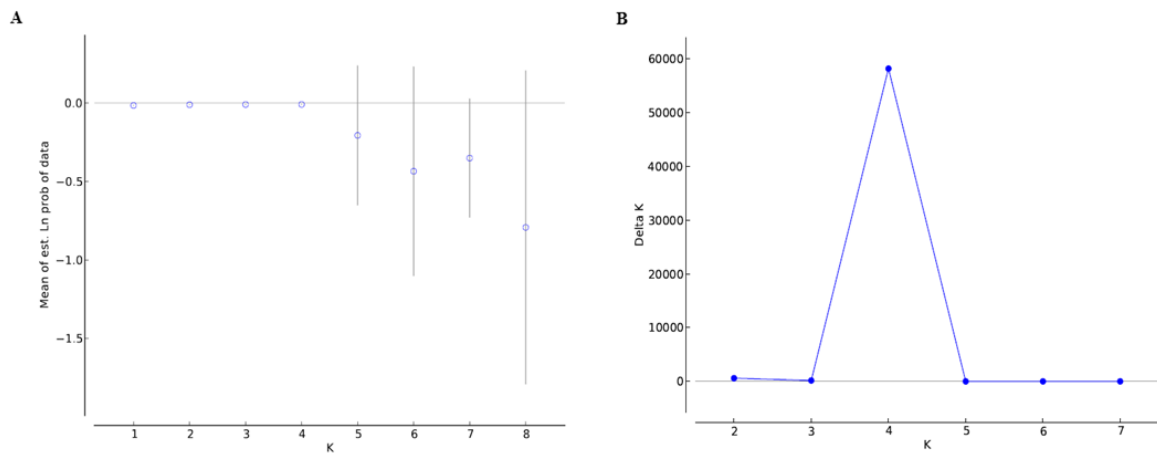 A
Mean of est. Ln prob of data
0.0
−0.5
−1.0
−1.5
1 2 3 4 5 6 7 8
K
B
Delta K
60000
50000
40000
30000
20000
10000
0
2 3 4 5 6 7
K